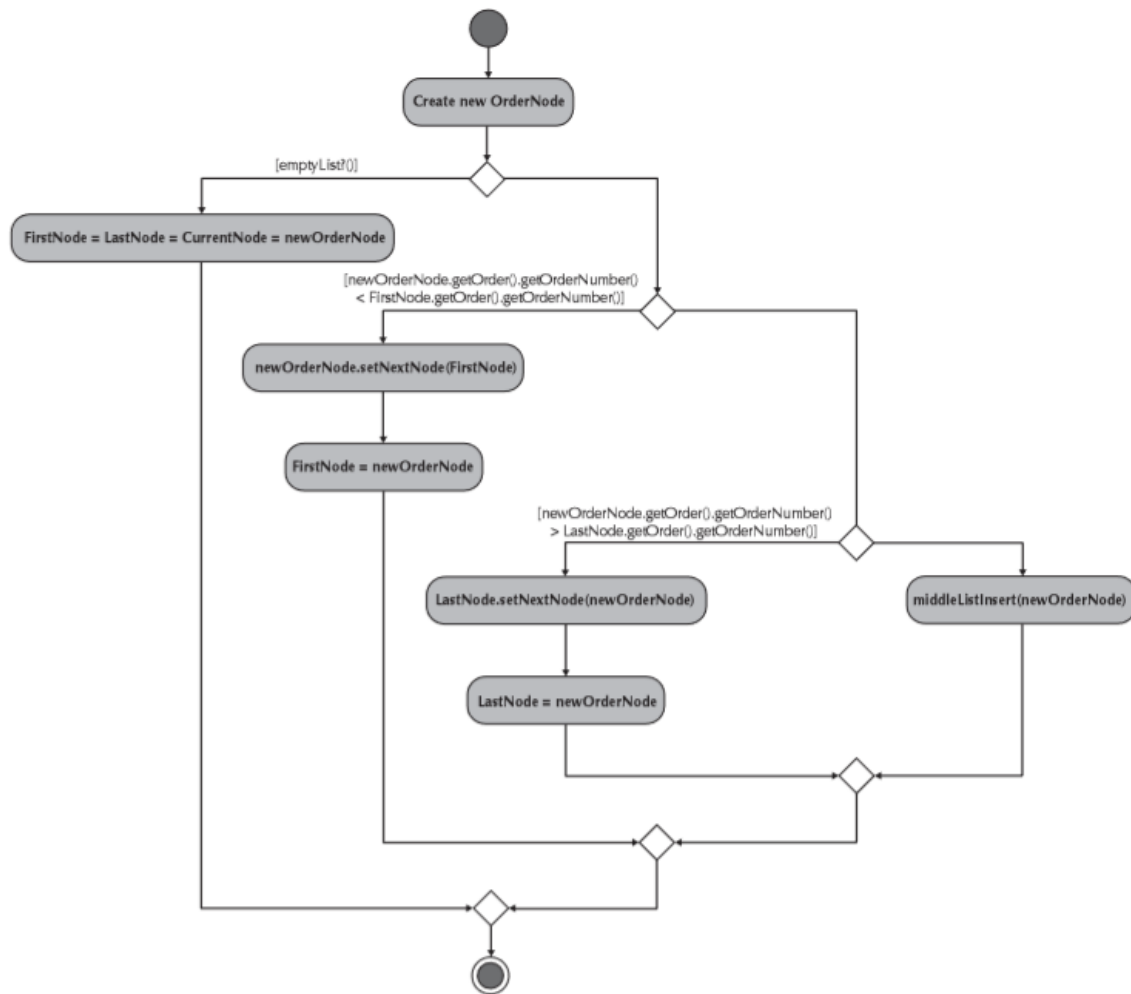 Create new OrderNode
[emptyList?()]
FirstNode = LastNode = CurrentNode = newOrderNode
[newOrderNode.getOrder().getOrderNumber()
< FirstNode.getOrder().getOrderNumber()]
newOrderNode.setNextNode(FirstNode)
FirstNode = newOrderNode
[newOrderNode.getOrder().getOrderNumber()
> LastNode.getOrder().getOrderNumber()]
LastNode.setNextNode(newOrderNode)
middleListInsert(newOrderNode)
LastNode = newOrderNode